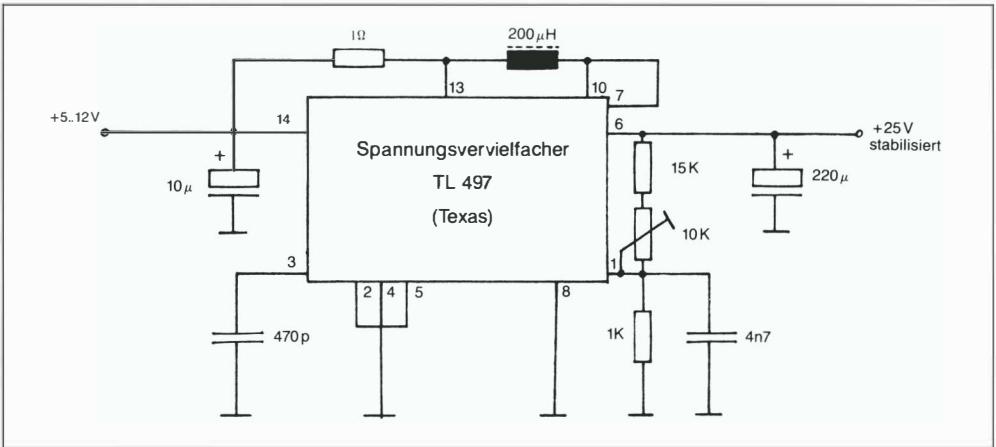 1Ω
200µH
13
10
7
+5..12V
14
6
+25V
stabilisiert
Spannungsvervielfacher
TL 497
(Texas)
+
10µ
15K
+
220µ
10K
3
1
2
4
5
8
470p
1K
4n7